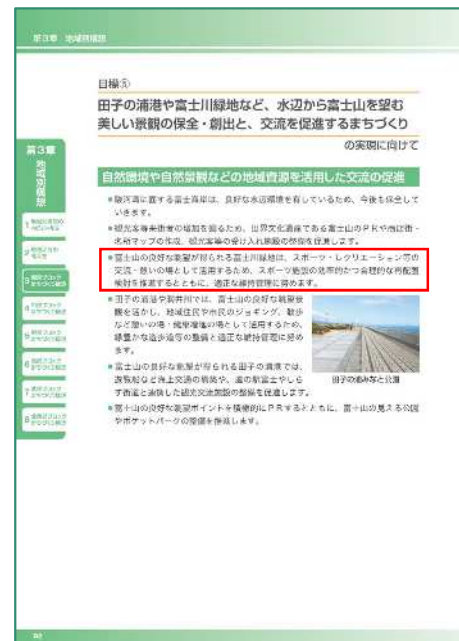 第3章 地域別構想
目標③
田子の浦港や富士川緑地など、水辺から富士山を望む
美しい景観の保全・創出と、交流を促進するまちづくり
の実現に向けて
第3章
地域別構想
自然環境や自然景観などの地域資源を活用した交流の促進
■駿河湾に面する富士海岸は、良好な水辺環境を有しているため、今後も保全して
いきます。
■観光客等来街者の増加を図るため、世界文化遺産である富士山のPRや
名所マップの作成、観光客等の受け入れ施設の整備を促進します。
■富士山の良好な眺望が得られる富士川緑地は、スポーツ・レクリエーション等の
交流・憩いの場として活用するため、スポーツ施設の効率的かつ合理的な再配置
検討を推進するとともに、適正な維持管理に努めます。
■田子の浦港や
では、富士山の良好な眺望景
観を活かし、地域住民や市民のジョギング、散歩
など憩いの場・健康増進の場として活用するため、
緑豊かな遊歩道等の整備と適正な維持管理に努め
ます。
■富士山の良好な眺望が得られる田子の浦港では、
遊覧船など海上交通の構築や、道の駅富士やしら
す街道と連携した観光交流施設の整備を促進します。
田子の浦みなと公園
■富士山の良好な眺望ポイントを積極的にPRするとともに、富士山の見える公園
やポケットパークの整備を推進します。
1
2
3
4
5
6
7
8